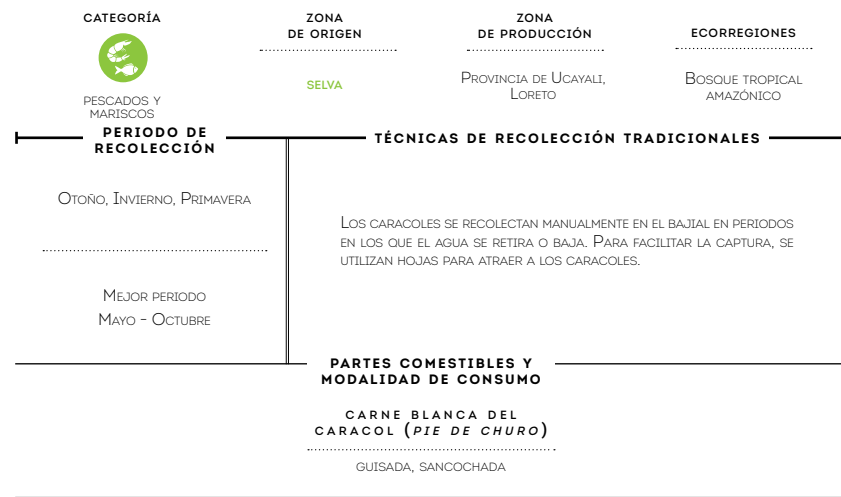 CATEGORÍA
PESCADOS Y
MARISCOS
ZONA
DE ORIGEN
SELVA
ZONA
DE PRODUCCIÓN
Provincia de Ucayali,
Loreto
ECORREGIONES
Bosque tropical
amazónico
PERIODO DE
RECOLECCIÓN
Otoño, Invierno, Primavera
Mejor periodo
Mayo - Octubre
TÉCNICAS DE RECOLECCIÓN TRADICIONALES
Los caracoles se recolectan manualmente en el bajial en periodos
en los que el agua se retira o baja. Para facilitar la captura, se
utilizan hojas para atraer a los caracoles.
PARTES COMESTIBLES Y
MODALIDAD DE CONSUMO
CARNE BLANCA DEL
CARACOL (PIE DE CHURO)
GUISADA, SANCOCHADA